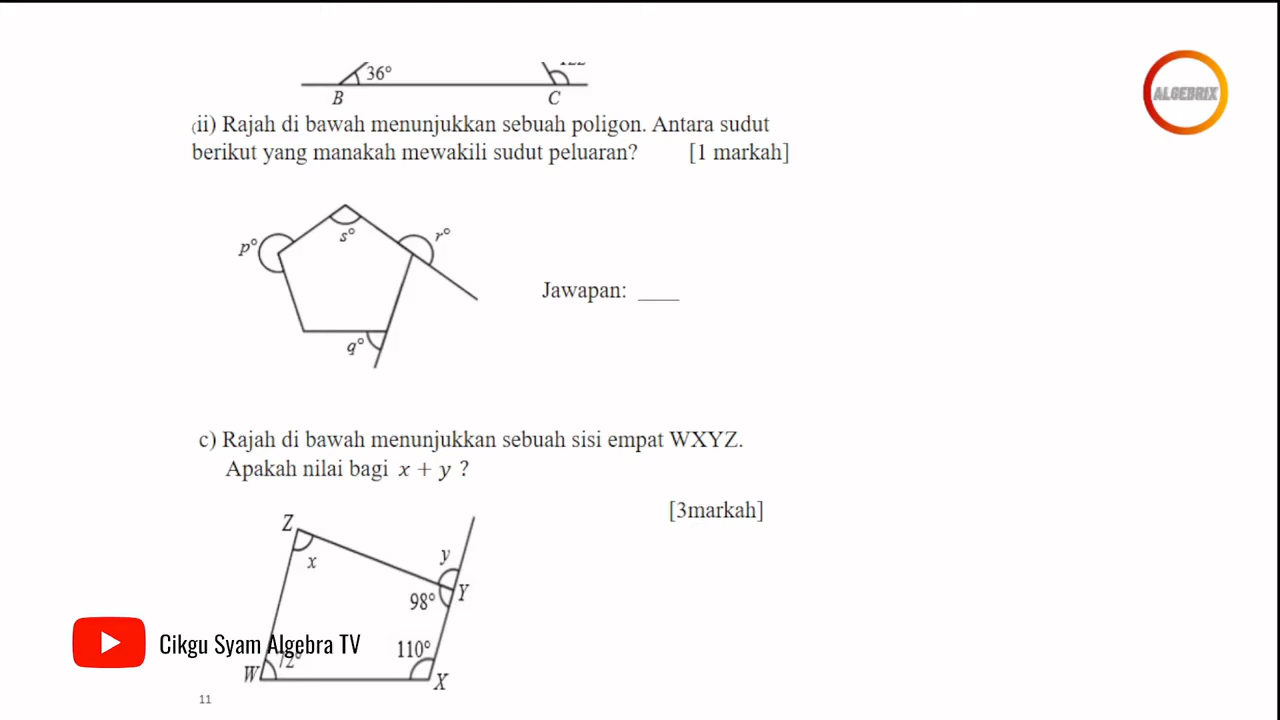 36°
B
C
ALGEBRIX
(ii) Rajah di bawah menunjukkan sebuah poligon. Antara sudut
berikut yang manakah mewakili sudut peluaran? [1 markah]
p°
s°
r°
Jawapan: ____
q°
c) Rajah di bawah menunjukkan sebuah sisi empat WXYZ.
Apakah nilai bagi x + y ?
[3markah]
Z
x
y
98°
Y
Cikgu Syam Algebra TV
110°
72°
W
X
11